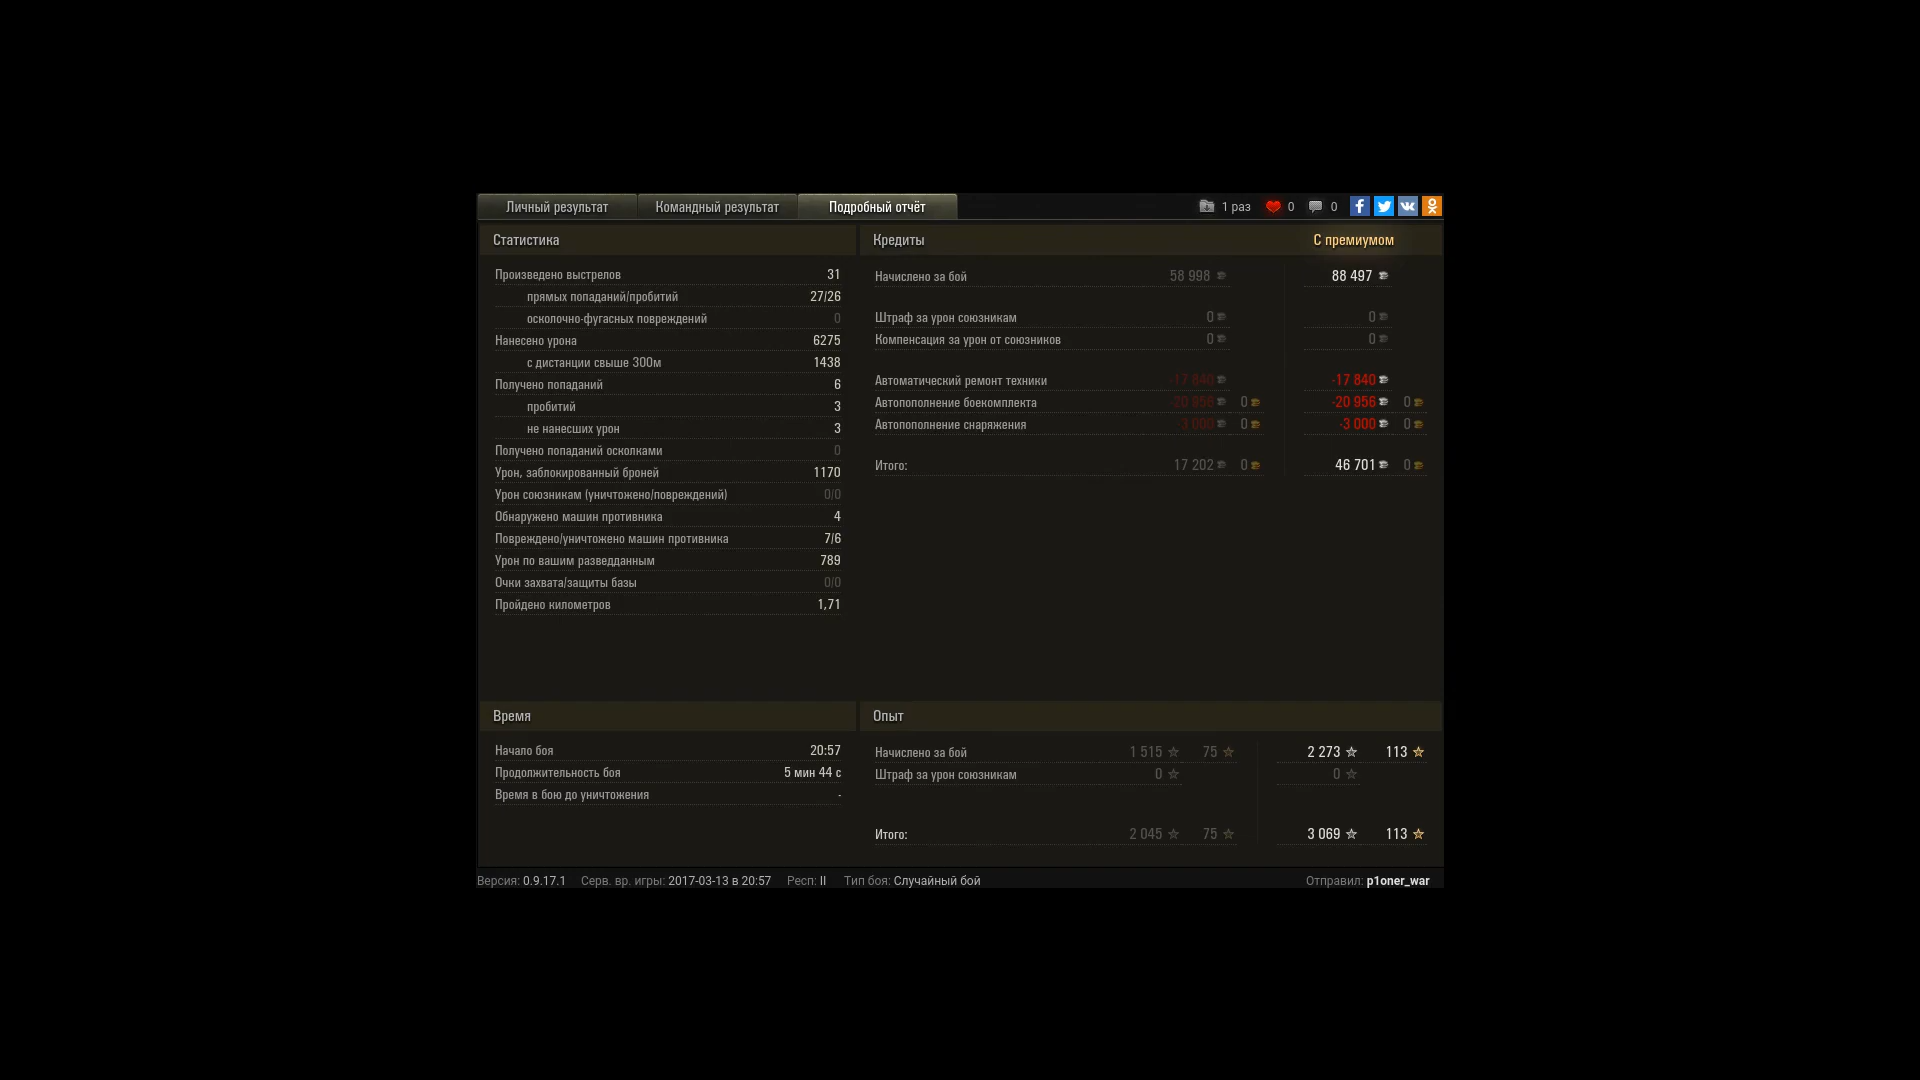 Личный результат Командный результат Подробный отчёт 1 раз 0 0
Статистика
Произведено выстрелов 31
прямых попаданий/пробитий 27/26
осколочно-фугасных повреждений 0
Нанесено урона 6275
с дистанции свыше 300м 1438
Получено попаданий 6
пробитий 3
не нанесших урон 3
Получено попаданий осколками 0
Урон, заблокированный броней 1170
Урон союзникам (уничтожено/повреждений) 0/0
Обнаружено машин противника 4
Повреждено/уничтожено машин противника 7/6
Урон по вашим разведданным 789
Очки захвата/защиты базы 0/0
Пройдено километров 1,71
Кредиты С премиумом
Начислено за бой 58 998 88 497
Штраф за урон союзникам 0 0
Компенсация за урон от союзников 0 0
Автоматический ремонт техники -17 840 -17 840
Автопополнение боекомплекта -20 956 0 -20 956 0
Автопополнение снаряжения -3 000 0 -3 000 0
Итого: 17 202 0 46 701 0
Время
Начало боя 20:57
Продолжительность боя 5 мин 44 с
Время в бою до уничтожения -
Опыт
Начислено за бой 1 515 75 2 273 113
Штраф за урон союзникам 0 0
Итого: 2 045 75 3 069 113
Версия: 0.9.17.1 Серв. вр. игры: 2017-03-13 в 20:57 Респ: II Тип боя: Случайный бой Отправил: p1oner_war